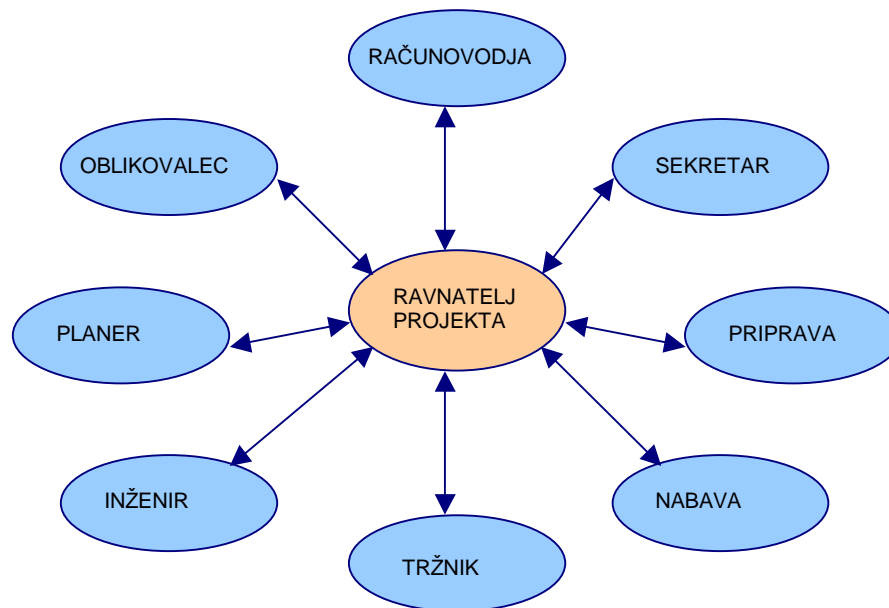 RAČUNOVODJA
OBLIKOVALEC
SEKRETAR
RAVNATELJ
PROJEKTA
PLANER
PRIPRAVA
INŽENIR
NABAVA
TRŽNIK